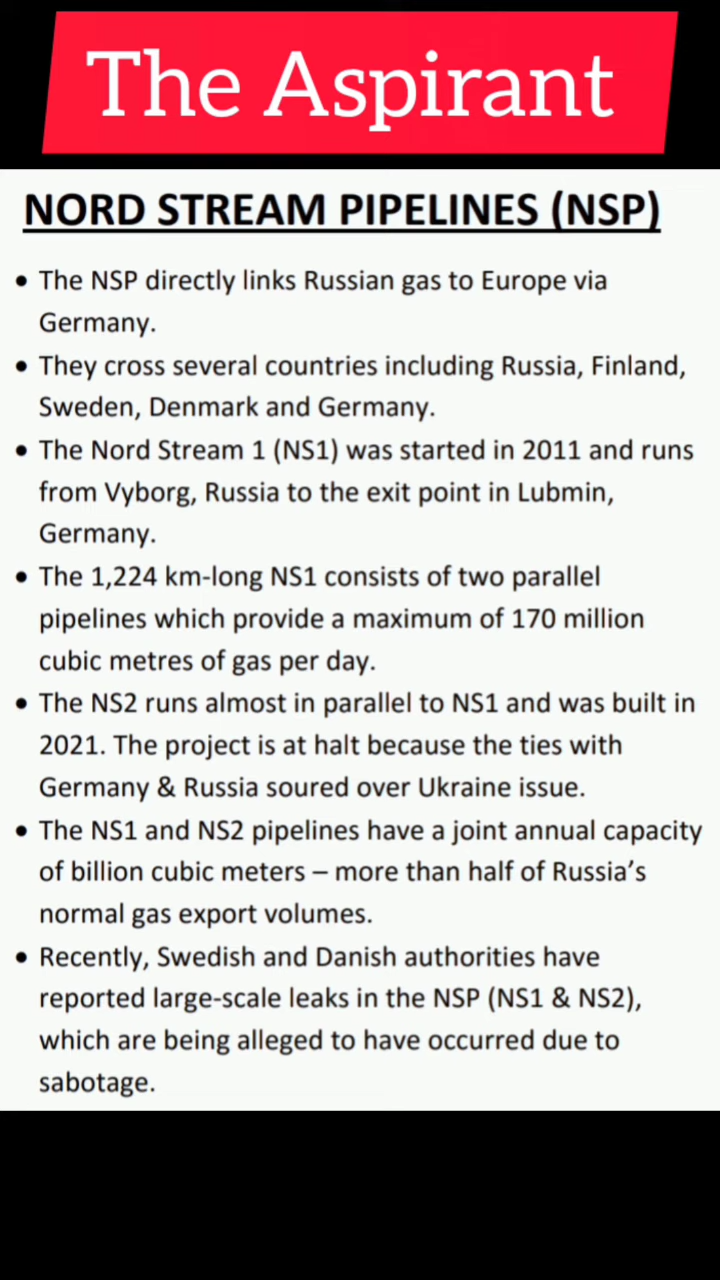 The Aspirant
NORD STREAM PIPELINES (NSP)
• The NSP directly links Russian gas to Europe via
Germany.
• They cross several countries including Russia, Finland,
Sweden, Denmark and Germany.
• The Nord Stream 1 (NS1) was started in 2011 and runs
from Vyborg, Russia to the exit point in Lubmin,
Germany.
• The 1,224 km-long NS1 consists of two parallel
pipelines which provide a maximum of 170 million
cubic metres of gas per day.
• The NS2 runs almost in parallel to NS1 and was built in
2021. The project is at halt because the ties with
Germany & Russia soured over Ukraine issue.
• The NS1 and NS2 pipelines have a joint annual capacity
of billion cubic meters – more than half of Russia’s
normal gas export volumes.
• Recently, Swedish and Danish authorities have
reported large-scale leaks in the NSP (NS1 & NS2),
which are being alleged to have occurred due to
sabotage.